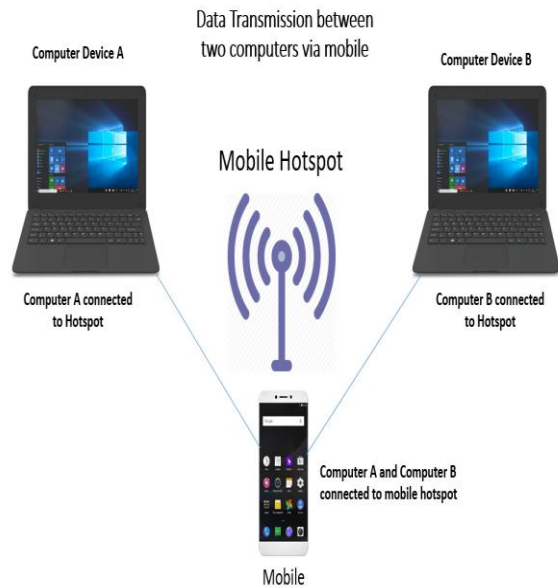 Data Transmission between
two computers via mobile
Computer Device A
Computer Device B
Mobile Hotspot
Computer A connected
to Hotspot
Computer B connected
to Hotspot
Computer A and Computer B
connected to mobile hotspot
Mobile